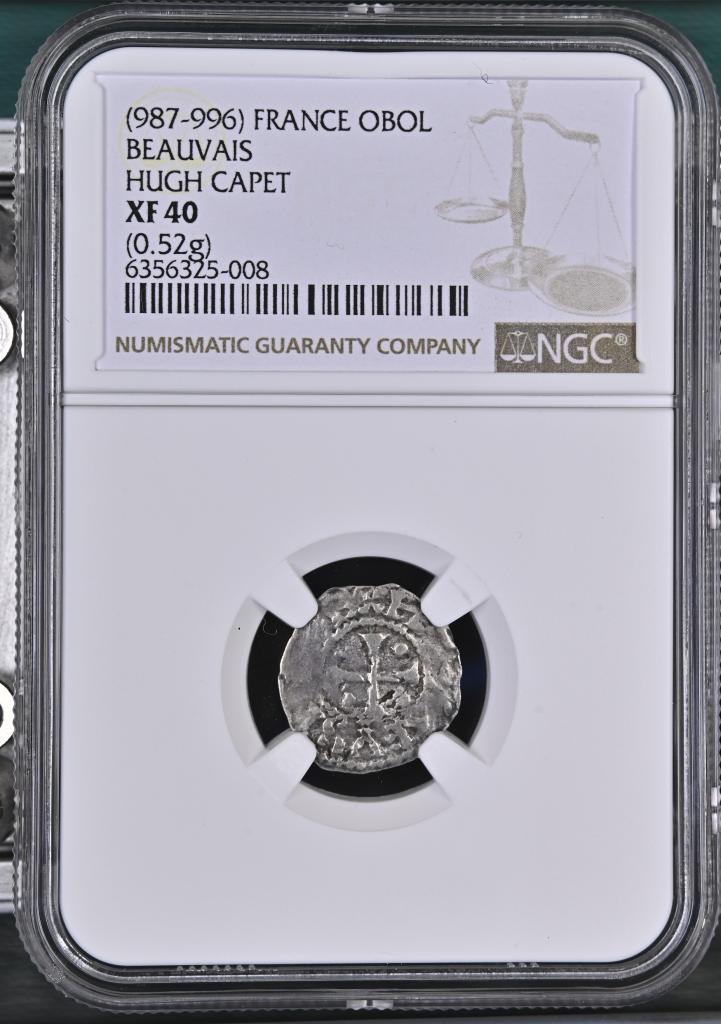 (987-996) FRANCE OBOL
BEAUVAIS
HUGH CAPET
XF 40
(0.52g)
6356325-008
NUMISMATIC GUARANTY COMPANY
NGC®